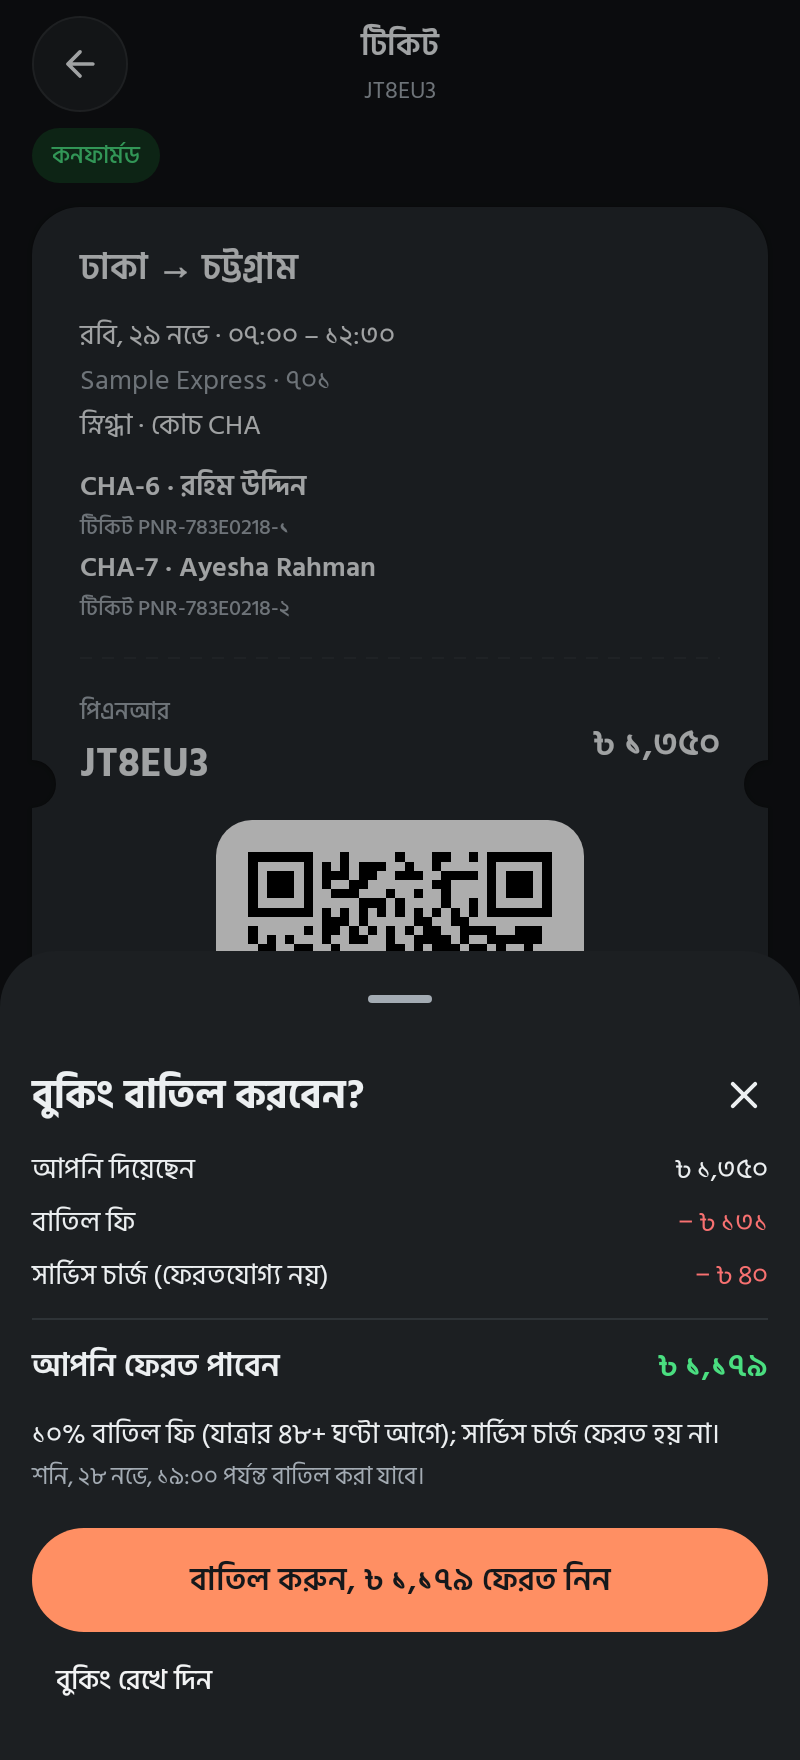 টিকিট
JT8EU3
কনফার্মড
ঢাকা → চট্টগ্রাম
রবি, ২৯ নভে · ০৭:০০ – ১২:৩০
Sample Express · ৭০১
স্নিগ্ধা · কোচ CHA
CHA-6 · রহিম উদ্দিন
টিকিট PNR-783E0218-১
CHA-7 · Ayesha Rahman
টিকিট PNR-783E0218-২
পিএনআর
JT8EU3
৳ ১,৩৫০
বুকিং বাতিল করবেন?
আপনি দিয়েছেন ৳ ১,৩৫০
বাতিল ফি − ৳ ১৩১
সার্ভিস চার্জ (ফেরতযোগ্য নয়) − ৳ ৪০
আপনি ফেরত পাবেন ৳ ১,১৭৯
১০% বাতিল ফি (যাত্রার ৪৮+ ঘণ্টা আগে); সার্ভিস চার্জ ফেরত হয় না।
শনি, ২৮ নভে, ১৯:০০ পর্যন্ত বাতিল করা যাবে।
বাতিল করুন, ৳ ১,১৭৯ ফেরত নিন
বুকিং রেখে দিন